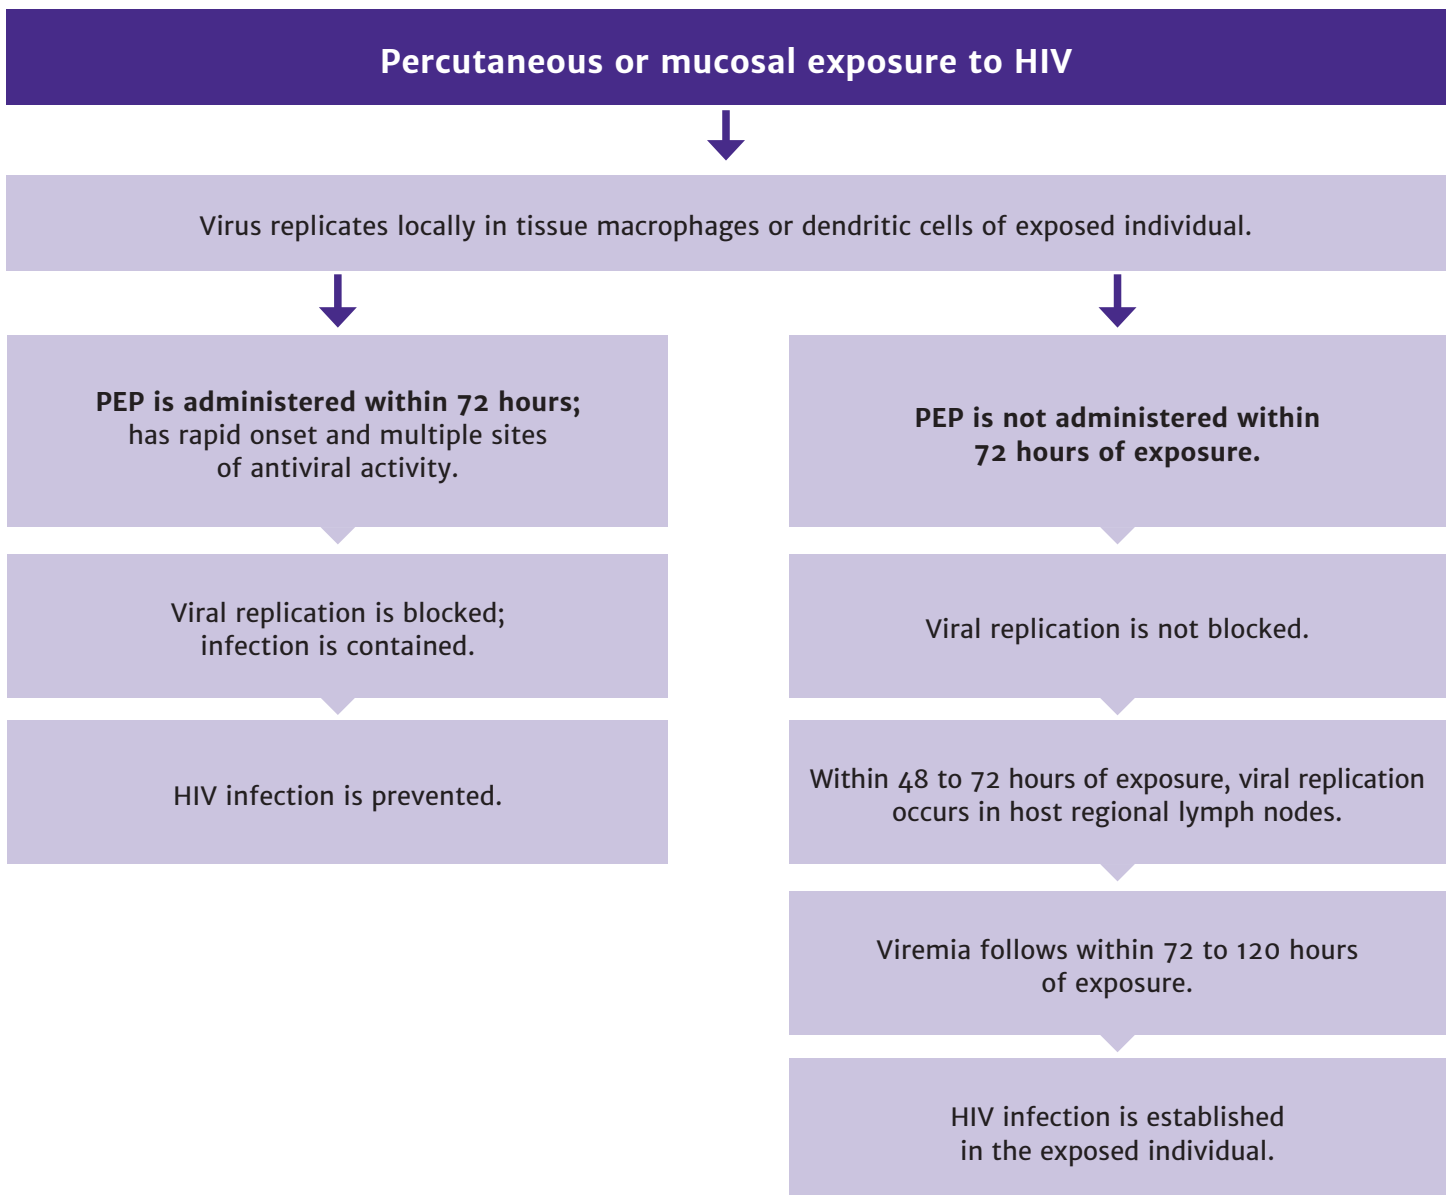 Percutaneous or mucosal exposure to HIV
Virus replicates locally in tissue macrophages or dendritic cells of exposed individual.
PEP is administered within 72 hours;
has rapid onset and multiple sites
of antiviral activity.
Viral replication is blocked;
infection is contained.
HIV infection is prevented.
PEP is not administered within
72 hours of exposure.
Viral replication is not blocked.
Within 48 to 72 hours of exposure, viral replication
occurs in host regional lymph nodes.
Viremia follows within 72 to 120 hours
of exposure.
HIV infection is established
in the exposed individual.